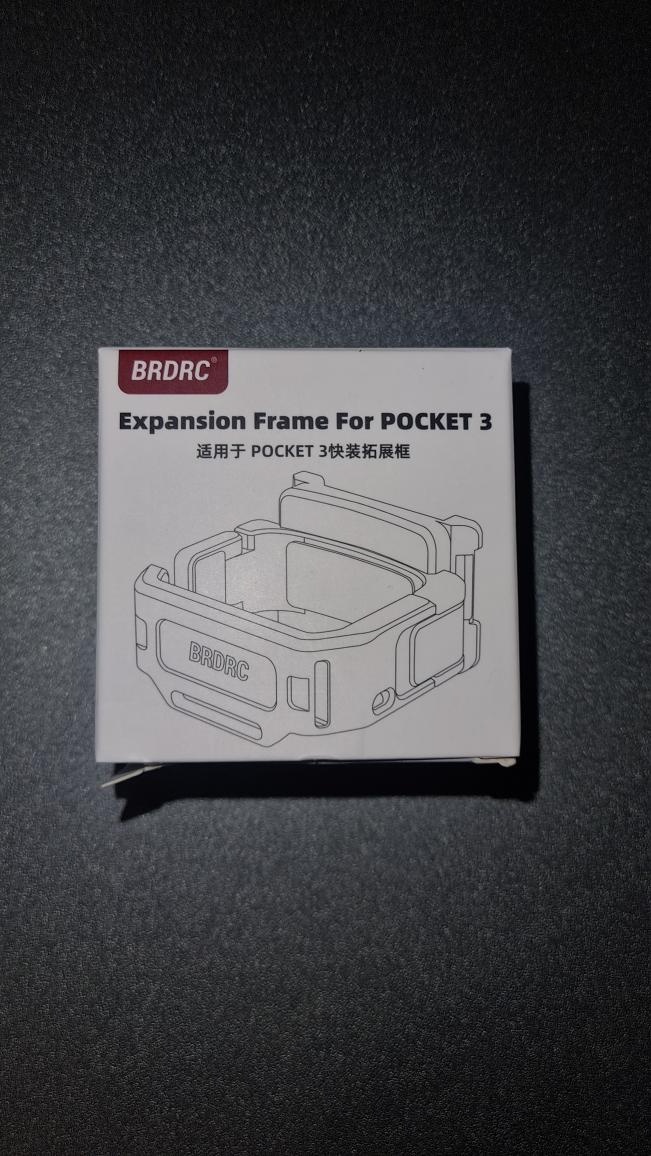 BRDRC®
Expansion Frame For POCKET 3
适用于 POCKET 3快装拓展框
BRDRC